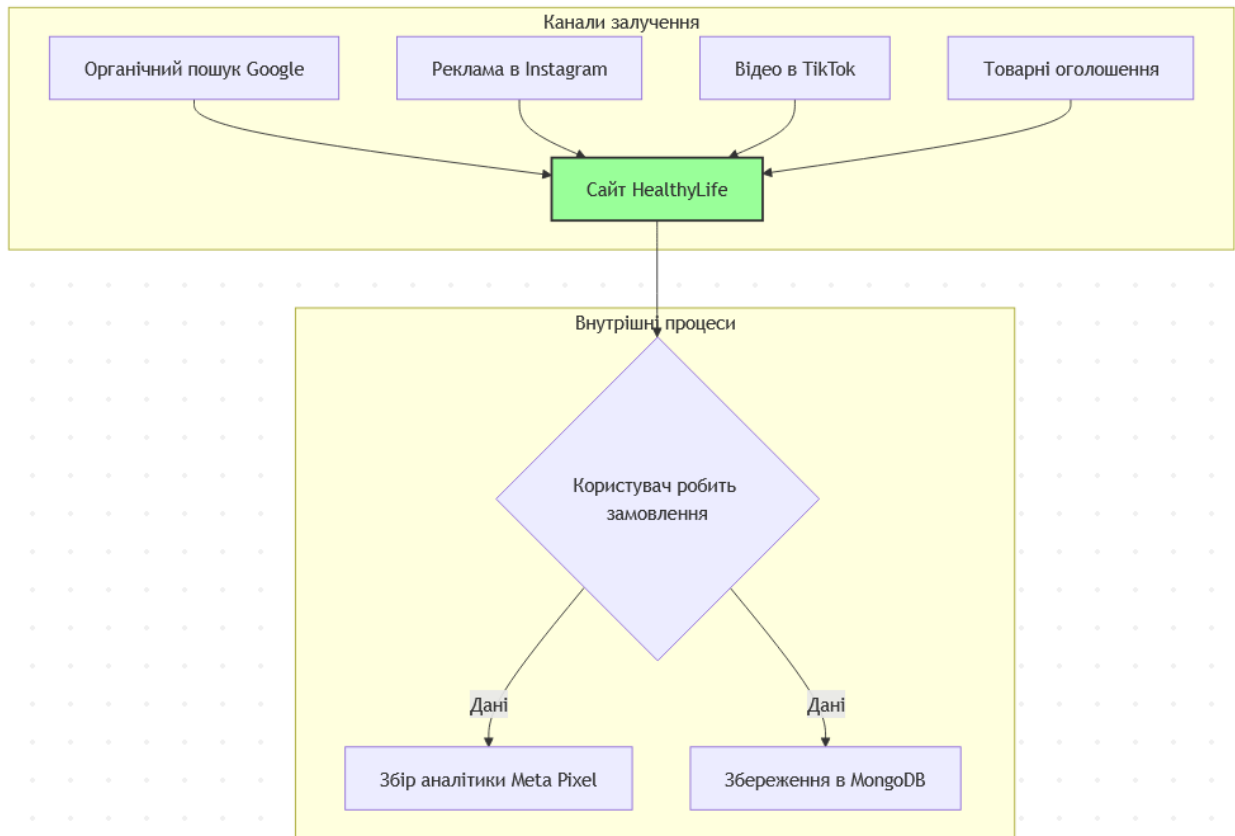 Канали залучення
Органічний пошук Google
Реклама в Instagram
Відео в TikTok
Товарні оголошення
Сайт HealthyLife
Внутрішні процеси
Користувач робить
замовлення
Дані
Дані
Збір аналітики Meta Pixel
Збереження в MongoDB